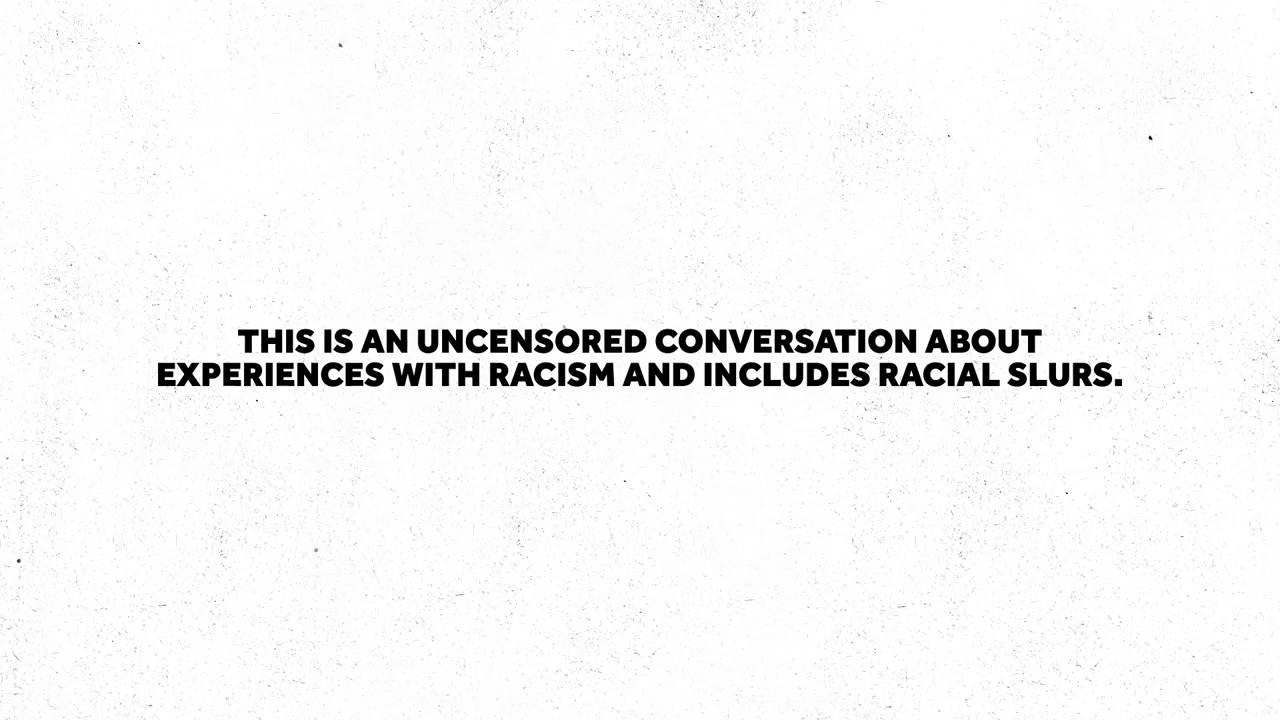 THIS IS AN UNCENSORED CONVERSATION ABOUT
EXPERIENCES WITH RACISM AND INCLUDES RACIAL SLURS.